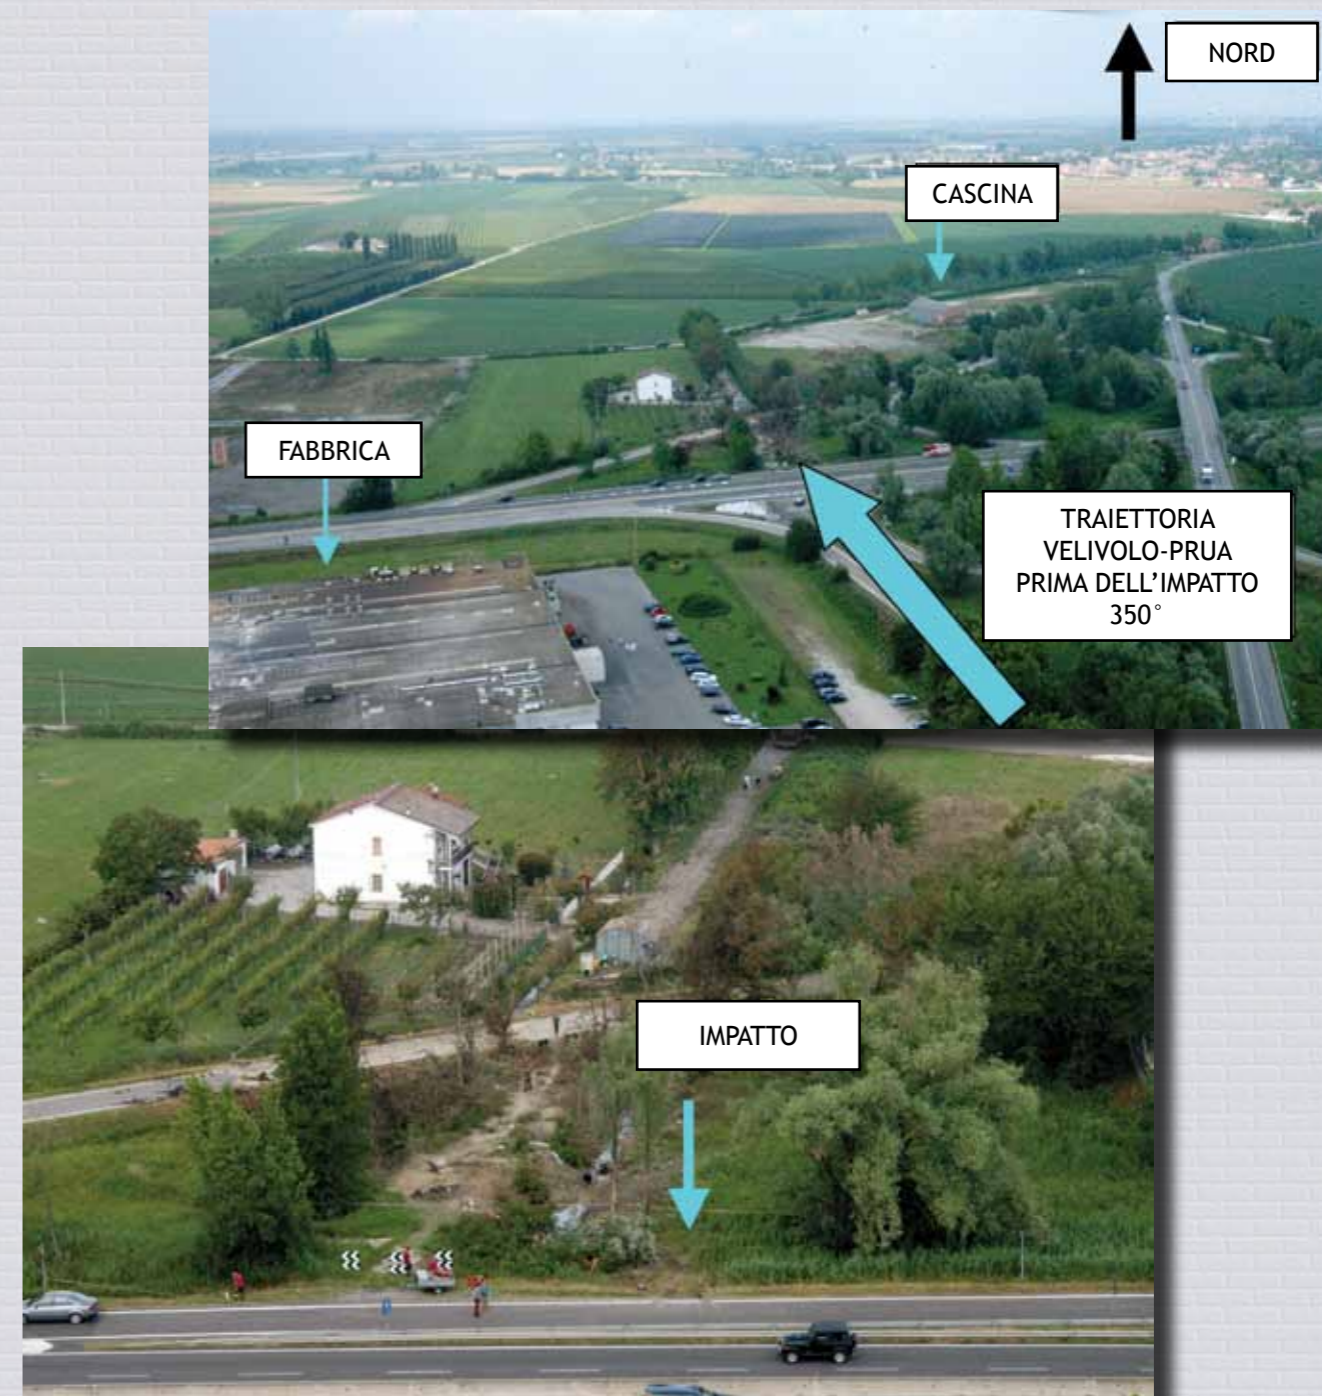 NORD
CASCINA
FABBRICA
TRAIETTORIA
VELIVOLO-PRUA
PRIMA DELL’IMPATTO
350°
IMPATTO